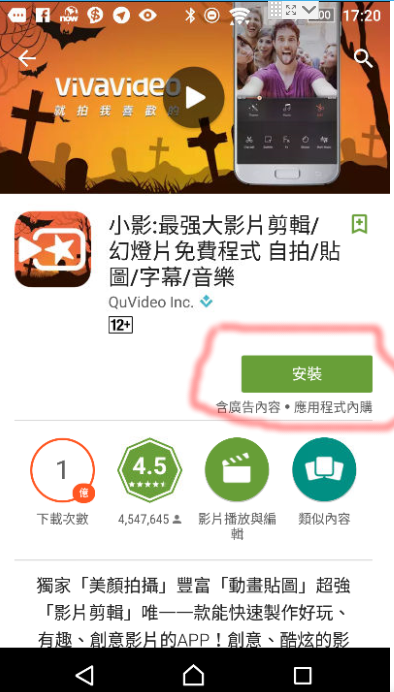 now
00
17:20
ViVaViDEO
就拍我喜歡的
小影:最强大影片剪輯/
幻燈片免費程式 自拍/貼
圖/字幕/音樂
QuVideo Inc.
12+
安裝
含廣告內容 • 應用程式內購
1
億
4.5
下載次數
4,547,645
影片播放與編
輯
類似內容
獨家「美顏拍攝」豐富「動畫貼圖」超強
「影片剪輯」唯一一款能快速製作好玩、
有趣、創意影片的APP！創意、酷炫的影